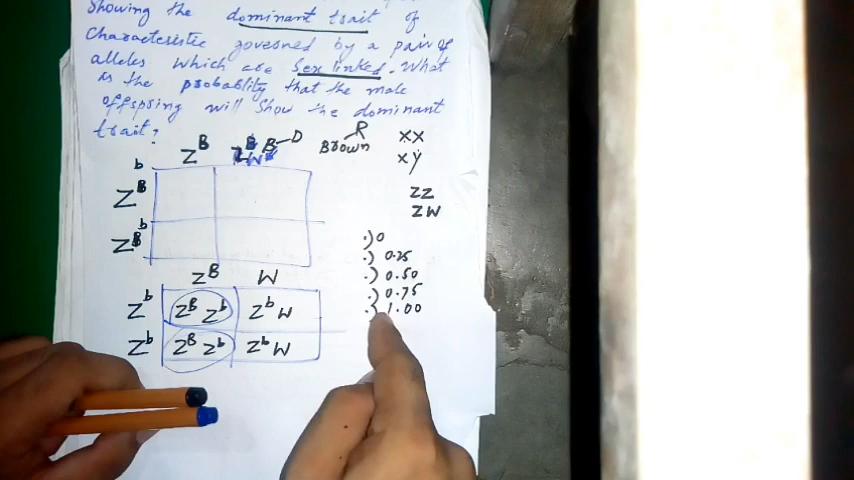 Showing the dominant trait of
Characteristic governed by a pair of
alleles which are Sex linked. What
is the probablity that the male
offspring will show the dominant
trait?
R
Brown
XX
XY
ZZ
ZW
Z^B B D
b
Z^B
b
Z
·) 0
·) 0.25
·) 0.50
·) 0.75
·) 1.00
Z^B W
Z^b Z^B Z^b Z^b W
Z^b Z^B Z^b Z^b W